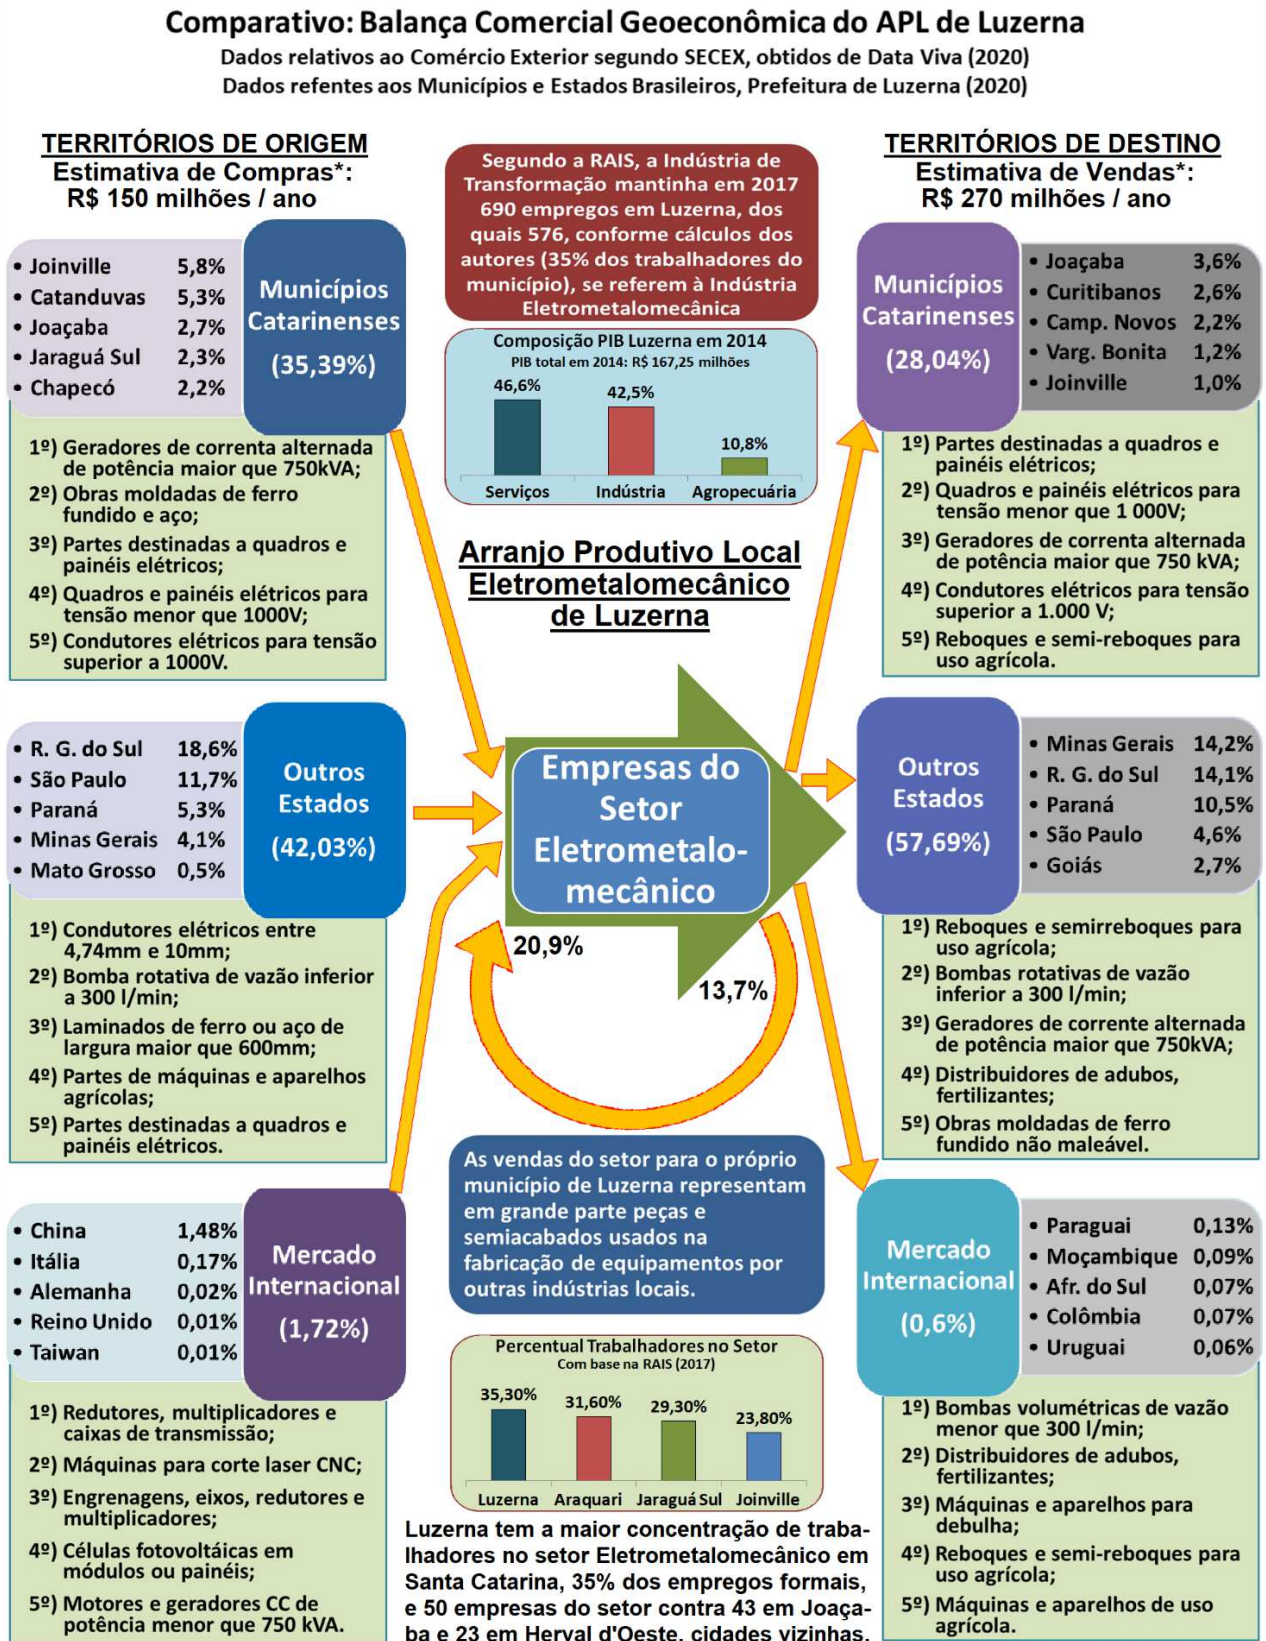 Comparativo: Balança Comercial Geoeconômica do APL de Luzerna
Dados relativos ao Comércio Exterior segundo SECEX, obtidos de Data Viva (2020)
Dados refentes aos Municípios e Estados Brasileiros, Prefeitura de Luzerna (2020)
TERRITÓRIOS DE ORIGEM
Estimativa de Compras*:
R$ 150 milhões / ano
• Joinville 5,8%
• Catanduvas 5,3%
• Joaçaba 2,7%
• Jaraguá Sul 2,3%
• Chapecó 2,2%
Municípios
Catarinenses
(35,39%)
1º) Geradores de correnta alternada
de potência maior que 750kVA;
2º) Obras moldadas de ferro
fundido e aço;
3º) Partes destinadas a quadros e
painéis elétricos;
4º) Quadros e painéis elétricos para
tensão menor que 1000V;
5º) Condutores elétricos para tensão
superior a 1000V.
• R. G. do Sul 18,6%
• São Paulo 11,7%
• Paraná 5,3%
• Minas Gerais 4,1%
• Mato Grosso 0,5%
Outros
Estados
(42,03%)
1º) Condutores elétricos entre
4,74mm e 10mm;
2º) Bomba rotativa de vazão inferior
a 300 l/min;
3º) Laminados de ferro ou aço de
largura maior que 600mm;
4º) Partes de máquinas e aparelhos
agrícolas;
5º) Partes destinadas a quadros e
painéis elétricos.
• China 1,48%
• Itália 0,17%
• Alemanha 0,02%
• Reino Unido 0,01%
• Taiwan 0,01%
Mercado
Internacional
(1,72%)
1º) Redutores, multiplicadores e
caixas de transmissão;
2º) Máquinas para corte laser CNC;
3º) Engrenagens, eixos, redutores e
multiplicadores;
4º) Células fotovoltáicas em
módulos ou painéis;
5º) Motores e geradores CC de
potência menor que 750 kVA.
Segundo a RAIS, a Indústria de
Transformação mantinha em 2017
690 empregos em Luzerna, dos
quais 576, conforme cálculos dos
autores (35% dos trabalhadores do
município), se referem à Indústria
Eletrometalomecânica
Composição PIB Luzerna em 2014
PIB total em 2014: R$ 167,25 milhões
46,6% 42,5% 10,8%
Serviços Indústria Agropecuária
Arranjo Produtivo Local
Eletrometalomecânico
de Luzerna
Empresas do
Setor
Eletrometalo-
mecânico
20,9%
13,7%
As vendas do setor para o próprio
município de Luzerna representam
em grande parte peças e
semiacabados usados na
fabricação de equipamentos por
outras indústrias locais.
Percentual Trabalhadores no Setor
Com base na RAIS (2017)
35,30% 31,60% 29,30% 23,80%
Luzerna Araquari Jaraguá Sul Joinville
Luzerna tem a maior concentração de traba-
lhadores no setor Eletrometalomecânico em
Santa Catarina, 35% dos empregos formais,
e 50 empresas do setor contra 43 em Joaça-
ba e 23 em Herval d'Oeste, cidades vizinhas.
TERRITÓRIOS DE DESTINO
Estimativa de Vendas*:
R$ 270 milhões / ano
Municípios
Catarinenses
(28,04%)
• Joaçaba 3,6%
• Curitibanos 2,6%
• Camp. Novos 2,2%
• Varg. Bonita 1,2%
• Joinville 1,0%
1º) Partes destinadas a quadros e
painéis elétricos;
2º) Quadros e painéis elétricos para
tensão menor que 1 000V;
3º) Geradores de correnta alternada
de potência maior que 750 kVA;
4º) Condutores elétricos para tensão
superior a 1.000 V;
5º) Reboques e semi-reboques para
uso agrícola.
Outros
Estados
(57,69%)
• Minas Gerais 14,2%
• R. G. do Sul 14,1%
• Paraná 10,5%
• São Paulo 4,6%
• Goiás 2,7%
1º) Reboques e semirreboques para
uso agrícola;
2º) Bombas rotativas de vazão
inferior a 300 l/min;
3º) Geradores de corrente alternada
de potência maior que 750kVA;
4º) Distribuidores de adubos,
fertilizantes;
5º) Obras moldadas de ferro
fundido não maleável.
Mercado
Internacional
(0,6%)
• Paraguai 0,13%
• Moçambique 0,09%
• Afr. do Sul 0,07%
• Colômbia 0,07%
• Uruguai 0,06%
1º) Bombas volumétricas de vazão
menor que 300 l/min;
2º) Distribuidores de adubos,
fertilizantes;
3º) Máquinas e aparelhos para
debulha;
4º) Reboques e semi-reboques para
uso agrícola;
5º) Máquinas e aparelhos de uso
agrícola.